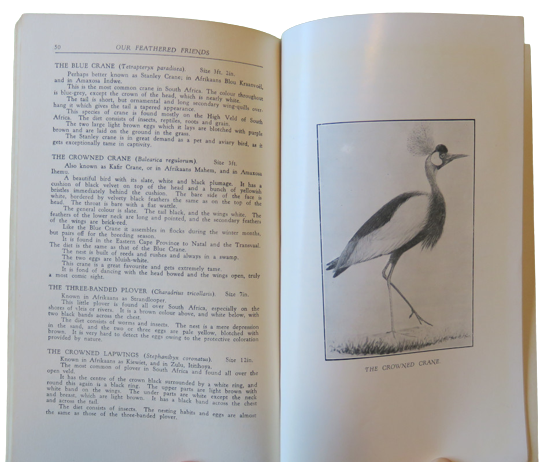 50 OUR FEATHERED FRIENDS
THE BLUE CRANE (Tetrapteryx paradisea). Size 3ft. 2in.
Perhaps better known as Stanley Crane, in Afrikaans Blou Kraanvoel,
and in Amaxosa Indwe.
This is the most common crane in South Africa. The colour throughout
is blue-grey, except the crown of the head, which is nearly white.
The tail is short, but ornamental and long secondary wing-quills over-
hang it which gives the tail a tapered appearance.
This species of crane is found mostly on the High Veld of South
Africa. The diet consists of insects, reptiles, roots and grain.
The two large light brown eggs which it lays are blotched with purple
brown and are laid on the ground in the grass.
The Stanley crane is in great demand as a pet and aviary bird, as it
gets exceptionally tame in captivity.
THE CROWNED CRANE (Balearica regulorum). Size 3ft.
Also known as Kafir Crane, or in Afrikaans Mahem, and in Amaxosa
A beautiful bird with its slate, white and black plumage. It has a
cushion of black velvet on top of the head and a bunch of yellowish
bristles immediately behind the cushion. The bare side of the face is
white, bordered by velvety black feathers the same as on the top of the
head. The throat is bare with a flat wattle.
The general colour is slate. The tail black, and the wings white. The
feathers of the lower neck are long and pointed, and the secondary feathers
of the wings are brick-red.
Like the Blue Crane it assembles in flocks during the winter months,
but pairs off for the breeding season.
It is found in the Eastern Cape Province to Natal and the Transvaal.
The diet is the same as that of the Blue Crane.
The nest is built of reeds and rushes and always in a swamp.
The two eggs are bluish-white.
This crane is a great favourite and gets extremely tame.
It is fond of dancing with the head bowed and the wings open, truly
a most comic sight.
THE THREE-BANDED PLOVER (Charadrius tricollaris). Size 7in.
Known in Afrikaans as Strandloper.
This little plover is found all over South Africa, especially on the
shores of vleis or rivers. It is a brown colour above, and white below, with
two black bands across the chest.
The diet consists of worms and insects. The nest is a mere depression
in the sand, and the two or three eggs are pale yellow, blotched with
brown. It is very hard to detect the eggs owing to the protective colouration
provided by nature.
THE CROWNED LAPWINGS (Stephanibyx coronatus). Size 12in.
Known in Afrikaans as Kiewiet, and in Zulu,
The most common of plover in South Africa and found all over the
open veld.
It has the center of the crown black surrounded by a white ring, and
round this again is a black ring. The upper parts are light brown with
white band on the wings. The under parts are white except the neck
and breast, which are light brown. It has a black band across the chest
and across the tail.
The diet consists of insects. The nesting habits and eggs are almost
the same as those of the three-banded plover.
THE CROWNED CRANE